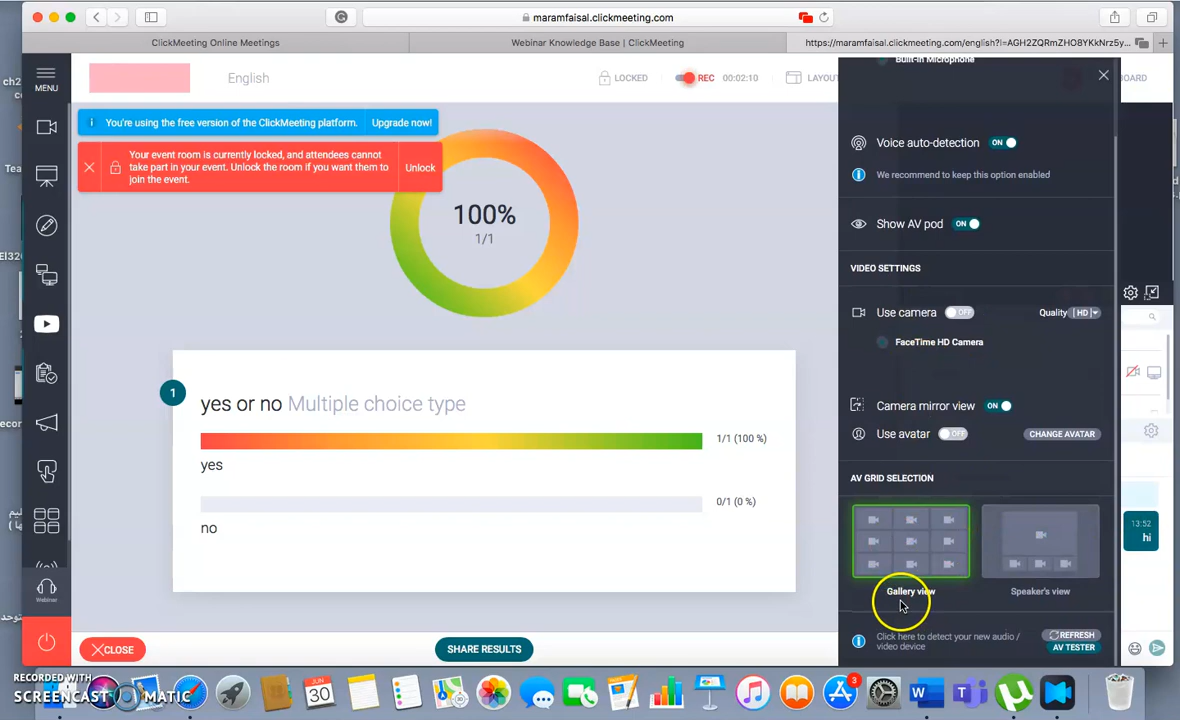 maramfaisal.clickmeeting.com
ClickMeeting Online Meetings
Webinar Knowledge Base | ClickMeeting
https://maramfaisal.clickmeeting.com/english?!=AGH2ZQRmZHO8YKkNrz5y...
MENU
English
LOCKED
REC 00:02:10
LAYOU
BOARD
You're using the free version of the ClickMeeting platform. Upgrade now!
Your event room is currently locked, and attendees cannot
take part in your event. Unlock the room if you want them to
join the event.
Unlock
100%
1/1
1
yes or no Multiple choice type
1/1 (100 %)
yes
0/1 (0 %)
no
CLOSE
SHARE RESULTS
Webinar
Built-in Microphone
Voice auto-detection ON
We recommend to keep this option enabled
Show AV pod ON
VIDEO SETTINGS
Use camera OFF Quality HD
FaceTime HD Camera
Camera mirror view ON
Use avatar OFF CHANGE AVATAR
AV GRID SELECTION
Gallery view
Speaker's view
Click here to detect your new audio /
video device
REFRESH
AV TESTER
13:52
hi
RECORDED WITH
SCREENCAST MATIC
JUN
30
3